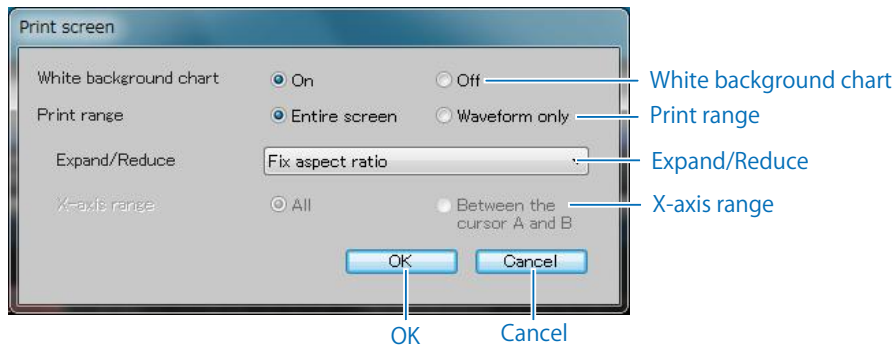 Print screen
White background chart On Off White background chart
Print range Entire screen Waveform only Print range
Expand/Reduce Fix aspect ratio Expand/Reduce
X-axis range All Between the cursor A and B X-axis range
OK Cancel
OK Cancel